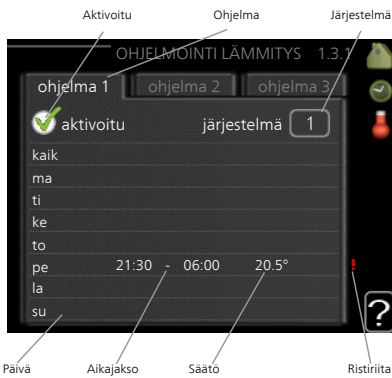 Aktivoitu Ohjelma Järjestelmä
OHJELMOINTI LÄMMITYS 1.3.1
ohjelma 1 ohjelma 2 ohjelma 3
aktivoitu järjestelmä 1
kaik
ma
ti
ke
to
pe 21:30 - 06:00 20.5° !
la
su
?
Päivä Aikajakso Säätö Ristiriita